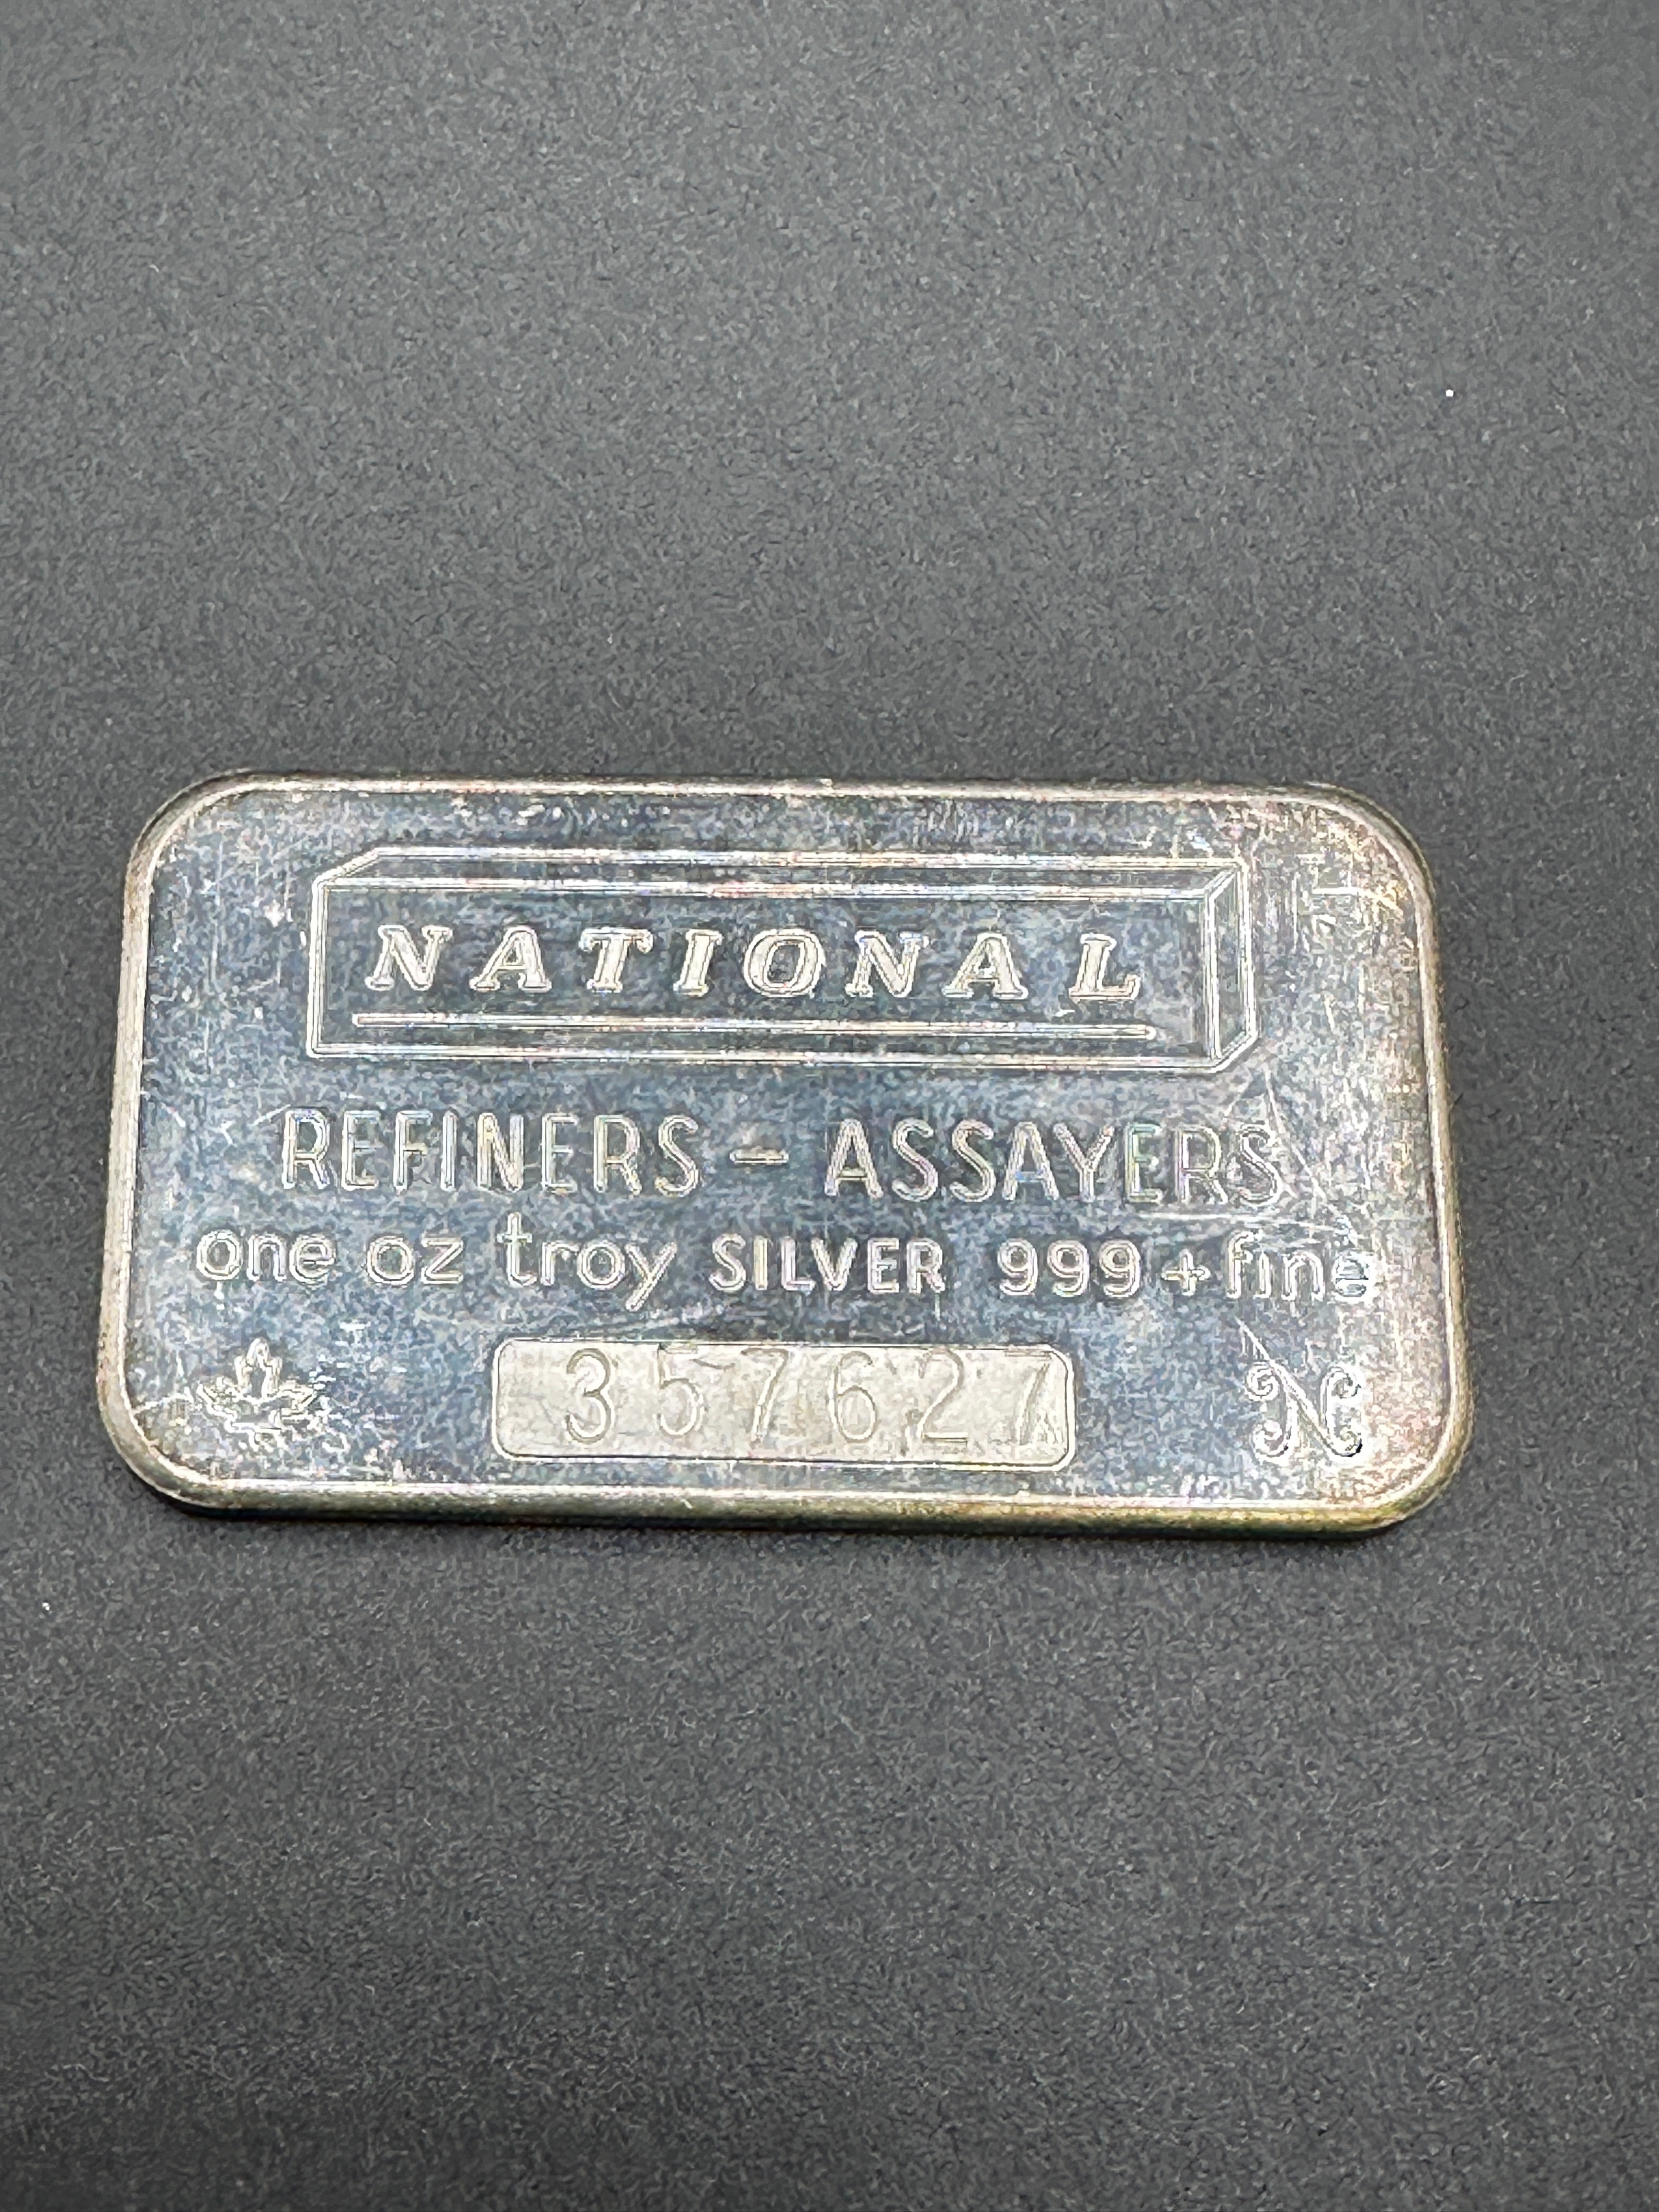 NATIONAL
REFINERS - ASSAYERS
one oz troy SILVER 999+fine
357627
N